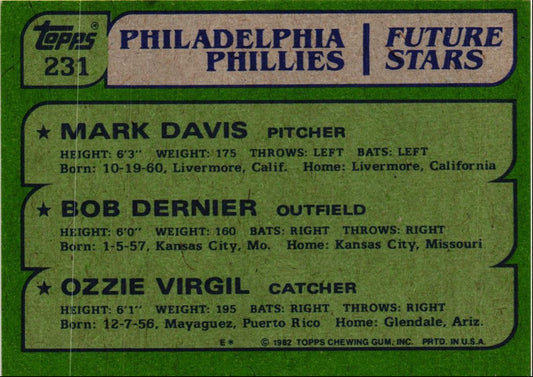 Topps
231
PHILADELPHIA
PHILLIES
FUTURE
STARS
★ MARK DAVIS PITCHER
HEIGHT: 6'3" WEIGHT: 175 THROWS: LEFT BATS: LEFT
Born: 10-19-60, Livermore, Calif. Home: Livermore, California
★ BOB DERNIER OUTFIELD
HEIGHT: 6'0" WEIGHT: 160 BATS: RIGHT THROWS: RIGHT
Born: 1-5-57, Kansas City, Mo. Home: Kansas City, Missouri
★ OZZIE VIRGIL CATCHER
HEIGHT: 6'1" WEIGHT: 195 BATS: RIGHT THROWS: RIGHT
Born: 12-7-56, Mayaguez, Puerto Rico Home: Glendale, Ariz.
E* © 1982 TOPPS CHEWING GUM, INC. PRTD. IN U.S.A.